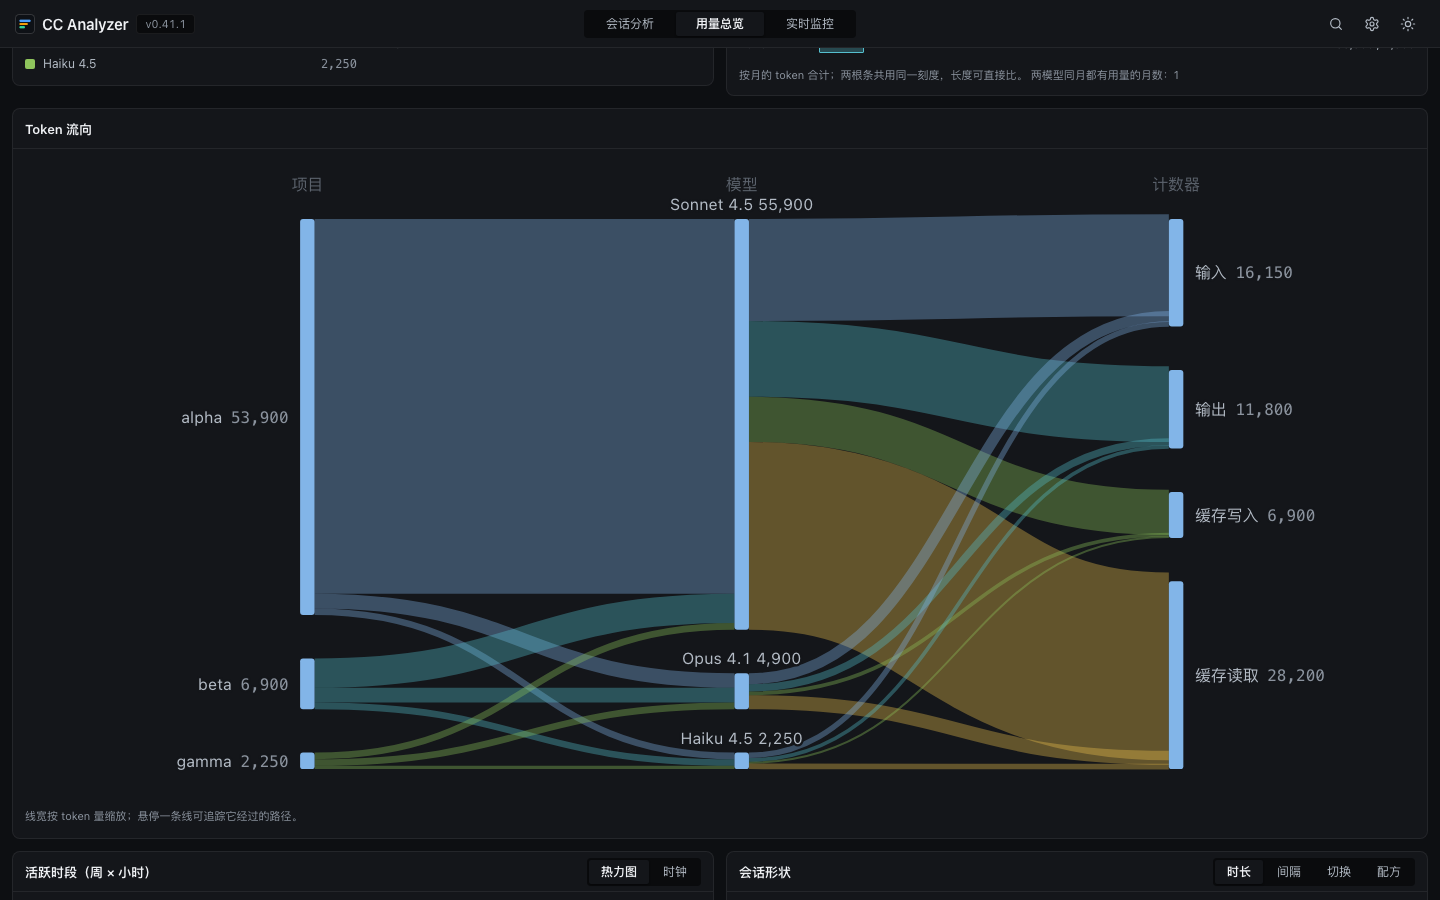 CC Analyzer v0.41.1 会话分析 用量总览 实时监控
Haiku 4.5 2,250
按月的 token 合计；两根条共用同一刻度，长度可直接比。 两模型同月都有用量的月数：1
Token 流向
项目 模型 计数器
Sonnet 4.5 55,900
输入 16,150
输出 11,800
alpha 53,900
缓存写入 6,900
Opus 4.1 4,900
缓存读取 28,200
beta 6,900
Haiku 4.5 2,250
gamma 2,250
线宽按 token 量缩放；悬停一条线可追踪它经过的路径。
活跃时段（周 × 小时） 热力图 时钟
会话形状 时长 间隔 切换 配方